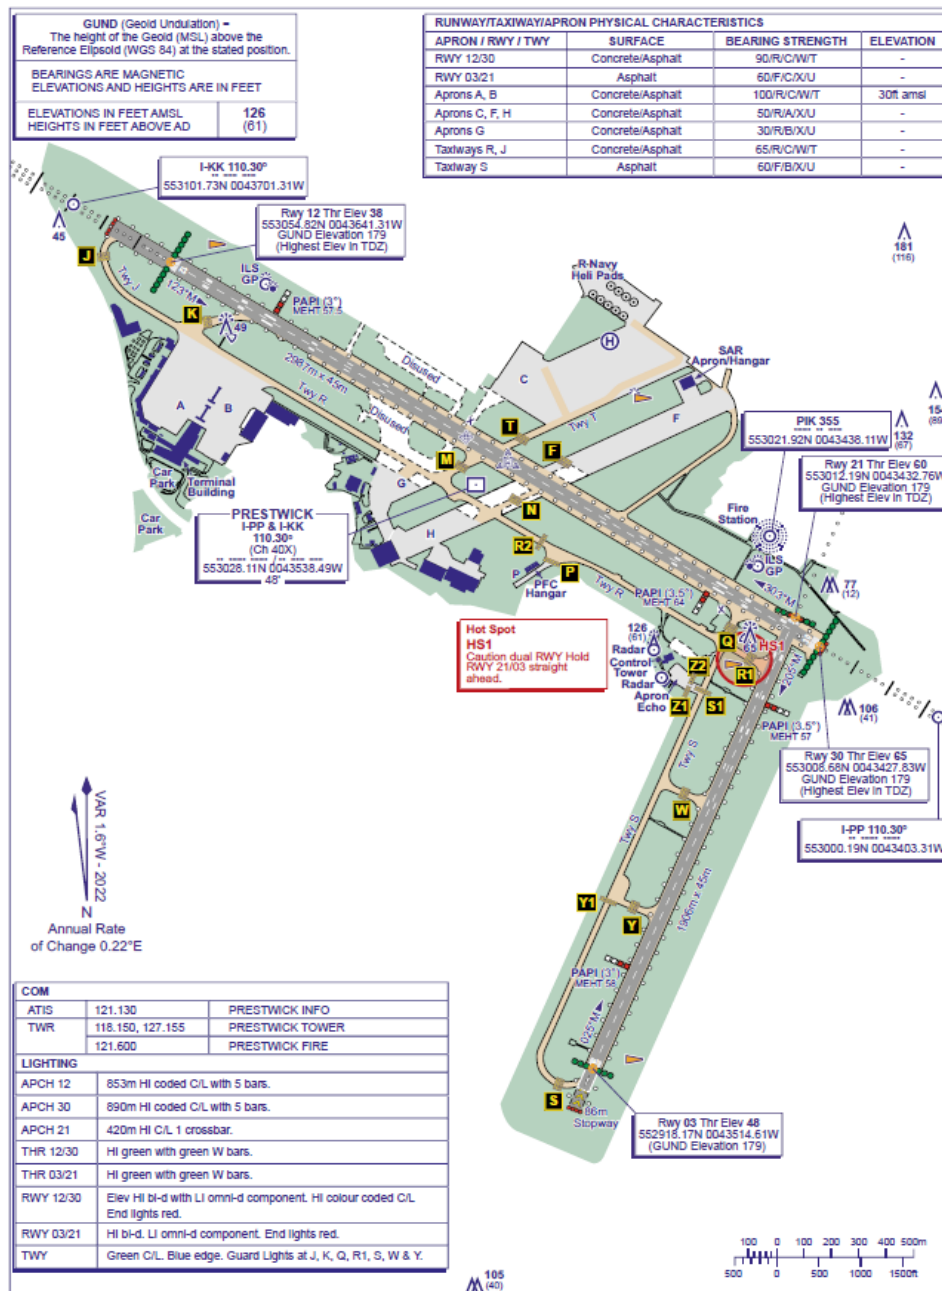 GUND (Geoid Undulation) =
The height of the Geoid (MSL) above the
Reference Elipsoid (WGS 84) at the stated position.
BEARINGS ARE MAGNETIC
ELEVATIONS AND HEIGHTS ARE IN FEET
ELEVATIONS IN FEET AMSL 126
HEIGHTS IN FEET ABOVE AD (61)
RUNWAY/TAXIWAY/APRON PHYSICAL CHARACTERISTICS
APRON / RWY / TWY SURFACE BEARING STRENGTH ELEVATION
RWY 12/30 Concrete/Asphalt 90/R/C/W/T -
RWY 03/21 Asphalt 60/F/C/X/U -
Aprons A, B Concrete/Asphalt 100/R/C/W/T 30ft amsl
Aprons C, F, H Concrete/Asphalt 50/R/A/X/U -
Aprons G Concrete/Asphalt 30/R/B/X/U -
Taxiways R, J Concrete/Asphalt 65/R/C/W/T -
Taxiway S Asphalt 60/F/B/X/U -
I-KK 110.30°
553101.73N 0043701.31W
45
Rwy 12 Thr Elev 38
553054.82N 0043641.31W
GUND Elevation 179
(Highest Elev in TDZ)
181
(116)
J
Twy J
123°M
ILS
GP
PAPI (3°)
MEHT 57.5
K
49
R-Navy
Heli Pads
H
SAR
Apron/Hangar
2987m x 45m
Twy R
Disused
Disused
C
Twy T
F
A
B
T
F
M
G
N
154
(89)
132
(67)
PIK 355
553021.92N 0043438.11W
Rwy 21 Thr Elev 60
553012.19N 0043432.76W
GUND Elevation 179
(Highest Elev in TDZ)
Car
Park
Terminal
Building
Car
Park
PRESTWICK
I-PP & I-KK
110.30°
(Ch 40X)
553028.11N 0043538.49W
48'
H
R2
P
P
PFC
Hangar
Twy R
Fire
Station
ILS
GP
303°M
77
(12)
PAPI (3.5°)
MEHT 64
X
Hot Spot
HS1
Caution dual RWY Hold
RWY 21/03 straight
ahead.
126
(61)
Radar
Control
Tower
Radar
Apron
Echo
Q
65
HS1
R1
Z2
Z1
S1
205°M
PAPI (3.5°)
MEHT 57
106
(41)
Rwy 30 Thr Elev 65
553008.68N 0043427.83W
GUND Elevation 179
(Highest Elev in TDZ)
I-PP 110.30°
553000.19N 0043403.31W
Twy S
W
Twy S
Y1
Y
1906m x 45m
VAR 1.6°W - 2022
N
Annual Rate
of Change 0.22°E
PAPI (3°)
MEHT 58
025°M
S
86m
Stopway
Rwy 03 Thr Elev 48
552918.17N 0043514.61W
(GUND Elevation 179)
COM
ATIS 121.130 PRESTWICK INFO
TWR 118.150, 127.155 PRESTWICK TOWER
121.600 PRESTWICK FIRE
LIGHTING
APCH 12 853m HI coded C/L with 5 bars.
APCH 30 890m HI coded C/L with 5 bars.
APCH 21 420m HI C/L 1 crossbar.
THR 12/30 HI green with green W bars.
THR 03/21 HI green with green W bars.
RWY 12/30 Elev HI bi-d with LI omni-d component. HI colour coded C/L
End lights red.
RWY 03/21 HI bi-d. LI omni-d component. End lights red.
TWY Green C/L. Blue edge. Guard Lights at J, K, Q, R1, S, W & Y.
105
(40)
100 0 100 200 300 400 500m
500 0 500 1000 1500ft